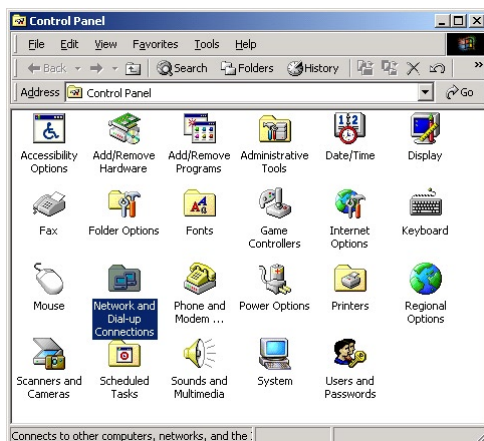 Control Panel
File Edit View Favorites Tools Help
Back Search Folders History »
Address Control Panel Go
Accessibility Options Add/Remove Hardware Add/Remove Programs Administrative Tools Date/Time Display
Fax Folder Options Fonts Game Controllers Internet Options Keyboard
Mouse Network and Dial-up Connections Phone and Modem ... Power Options Printers Regional Options
Scanners and Cameras Scheduled Tasks Sounds and Multimedia System Users and Passwords
Connects to other computers, networks, and the